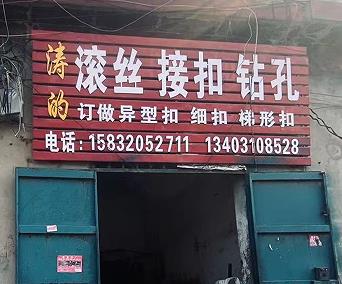 涛的
滚丝 接扣 钻孔
订做异型扣 细扣 梯形扣
电话:15832052711 13403108528